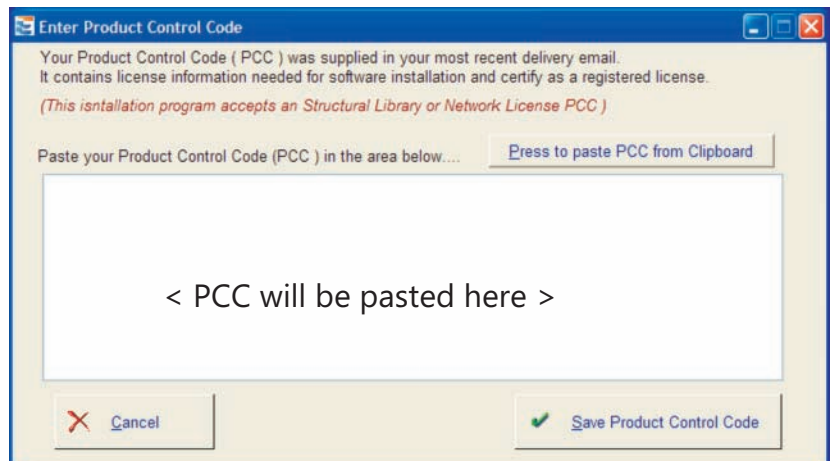 Enter Product Control Code
Your Product Control Code ( PCC ) was supplied in your most recent delivery email.
It contains license information needed for software installation and certify as a registered license.
(This isntallation program accepts an Structural Library or Network License PCC )
Paste your Product Control Code (PCC ) in the area below....
Press to paste PCC from Clipboard
< PCC will be pasted here >
Cancel
Save Product Control Code